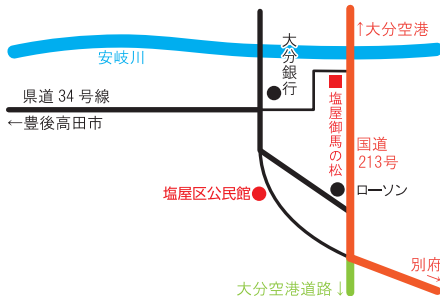 ↑大分空港
大分銀行
安岐川
県道34号線
←豊後高田市
塩屋御馬の松
国道
213号
ローソン
塩屋区公民館
別府
→
大分空港道路↓